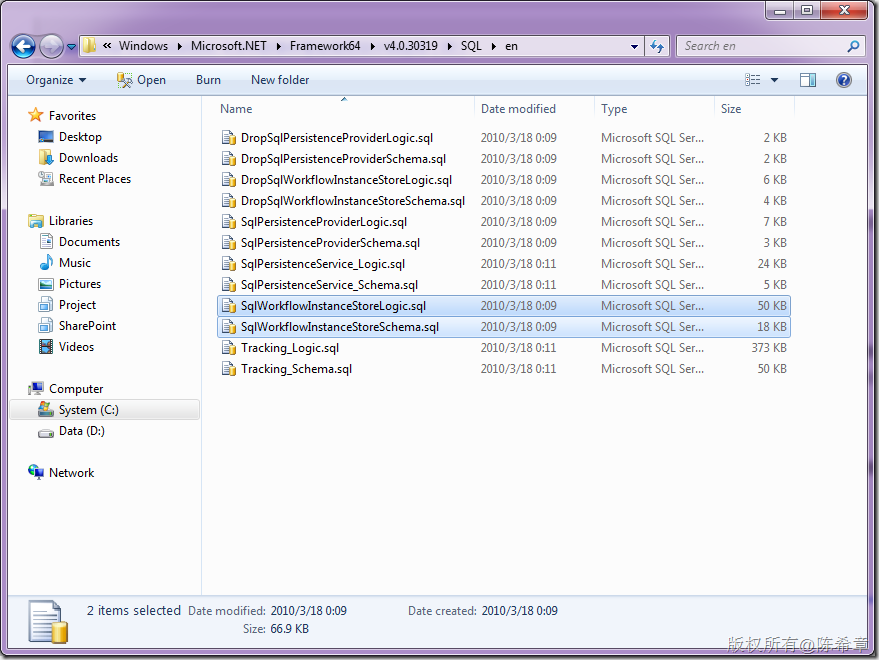 « Windows ▸ Microsoft.NET ▸ Framework64 ▸ v4.0.30319 ▸ SQL ▸ en
Search en
Organize Open Burn New folder
Favorites
Desktop
Downloads
Recent Places
Libraries
Documents
Music
Pictures
Project
SharePoint
Videos
Computer
System (C:)
Data (D:)
Network
Name Date modified Type Size
DropSqlPersistenceProviderLogic.sql 2010/3/18 0:09 Microsoft SQL Ser... 2 KB
DropSqlPersistenceProviderSchema.sql 2010/3/18 0:09 Microsoft SQL Ser... 2 KB
DropSqlWorkflowInstanceStoreLogic.sql 2010/3/18 0:09 Microsoft SQL Ser... 6 KB
DropSqlWorkflowInstanceStoreSchema.sql 2010/3/18 0:09 Microsoft SQL Ser... 4 KB
SqlPersistenceProviderLogic.sql 2010/3/18 0:09 Microsoft SQL Ser... 7 KB
SqlPersistenceProviderSchema.sql 2010/3/18 0:09 Microsoft SQL Ser... 3 KB
SqlPersistenceService_Logic.sql 2010/3/18 0:11 Microsoft SQL Ser... 24 KB
SqlPersistenceService_Schema.sql 2010/3/18 0:11 Microsoft SQL Ser... 5 KB
SqlWorkflowInstanceStoreLogic.sql 2010/3/18 0:09 Microsoft SQL Ser... 50 KB
SqlWorkflowInstanceStoreSchema.sql 2010/3/18 0:09 Microsoft SQL Ser... 18 KB
Tracking_Logic.sql 2010/3/18 0:11 Microsoft SQL Ser... 373 KB
Tracking_Schema.sql 2010/3/18 0:11 Microsoft SQL Ser... 50 KB
2 items selected Date modified: 2010/3/18 0:09 Date created: 2010/3/18 0:09
Size: 66.9 KB
版权所有@陈希章